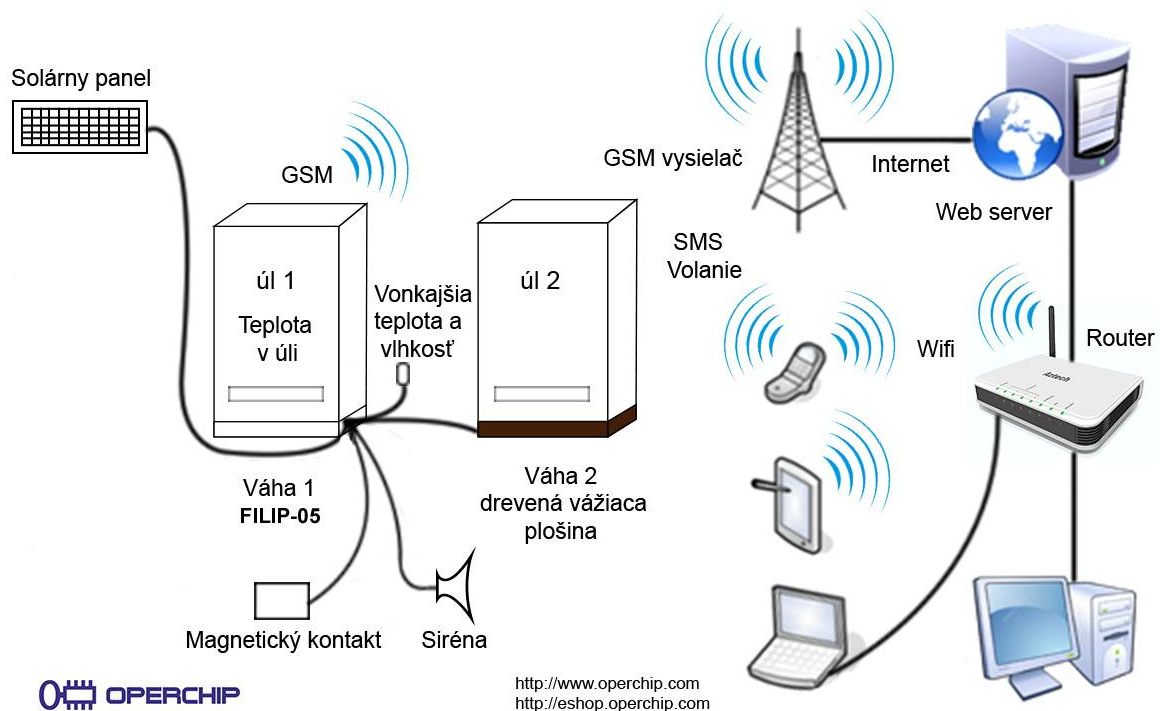 Solárny panel
GSM
úl 1
Teplota
v úli
Vonkajšia
teplota a
vlhkosť
úl 2
Váha 1
FILIP-05
Váha 2
drevená vážiaca
plošina
Magnetický kontakt
Siréna
GSM vysielač
Internet
Web server
SMS
Volanie
Wifi
Router
Aztech
OPERCHIP
http://www.operchip.com
http://eshop.operchip.com